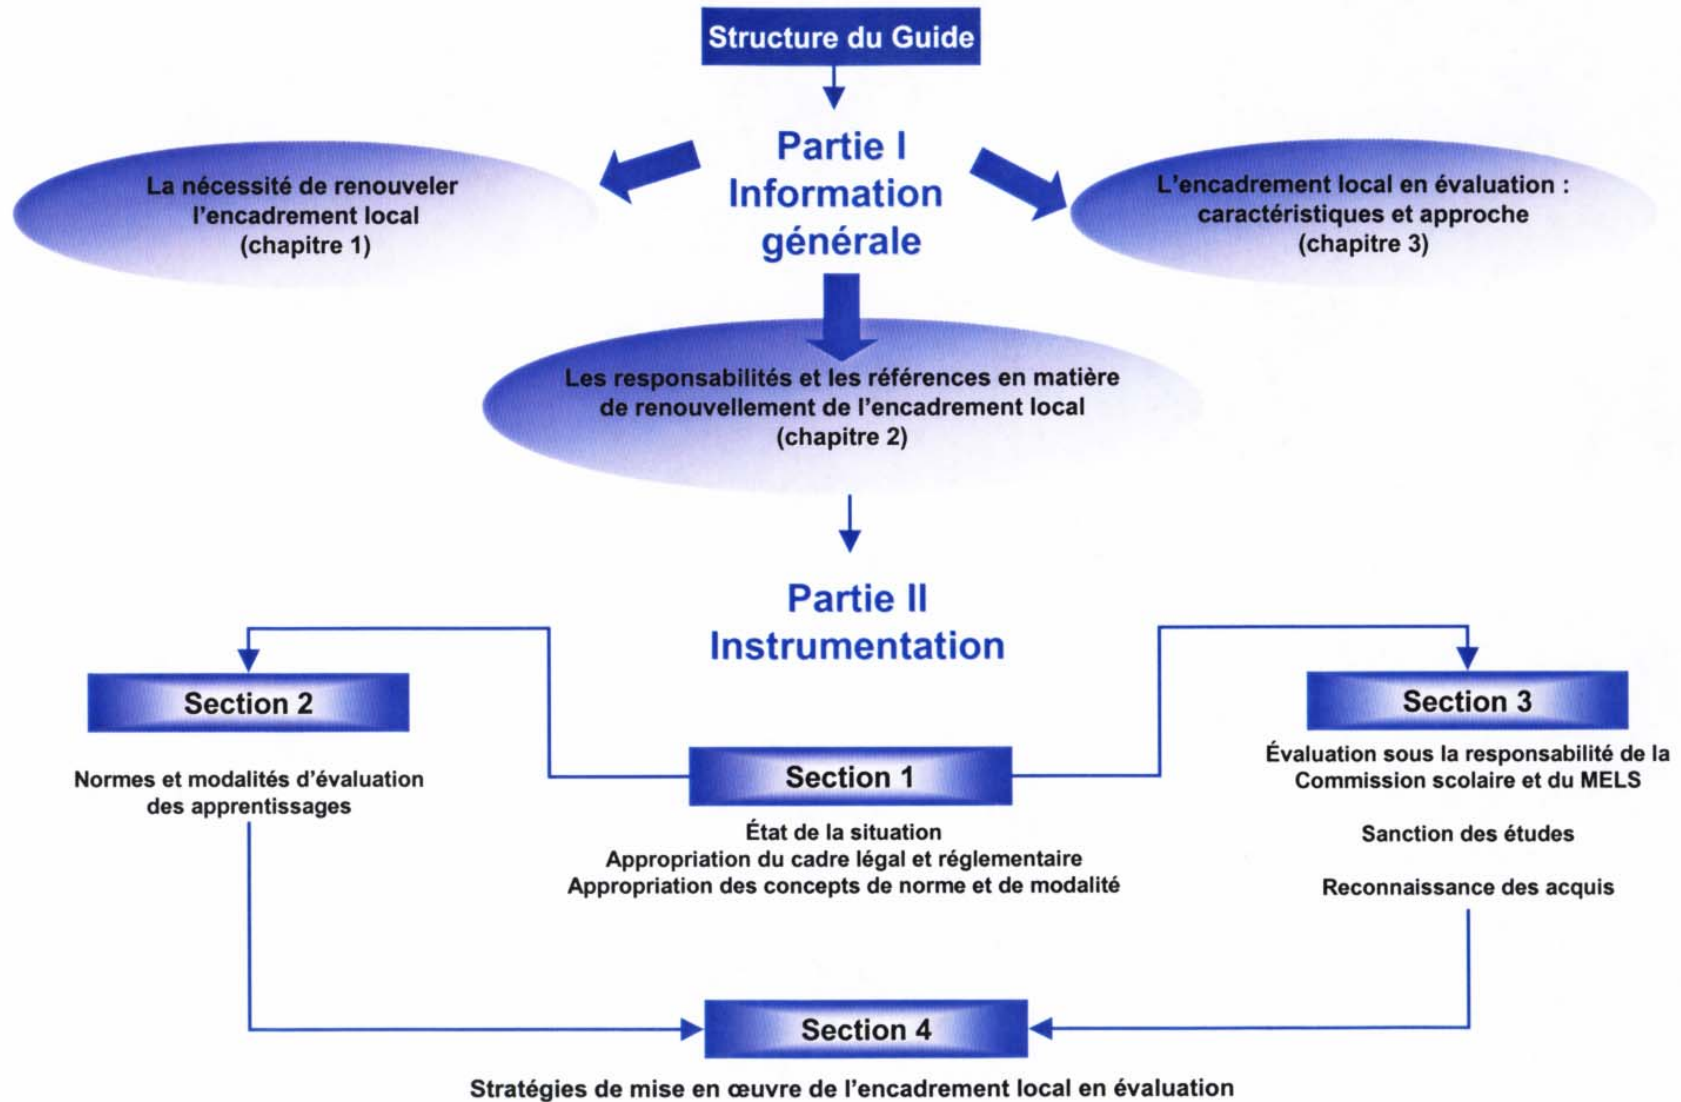 Structure du Guide
Partie I
Information
générale
La nécessité de renouveler
l'encadrement local
(chapitre 1)
L'encadrement local en évaluation :
caractéristiques et approche
(chapitre 3)
Les responsabilités et les références en matière
de renouvellement de l'encadrement local
(chapitre 2)
Partie II
Instrumentation
Section 2
Normes et modalités d'évaluation
des apprentissages
Section 1
État de la situation
Appropriation du cadre légal et réglementaire
Appropriation des concepts de norme et de modalité
Section 3
Évaluation sous la responsabilité de la
Commission scolaire et du MELS
Sanction des études
Reconnaissance des acquis
Section 4
Stratégies de mise en œuvre de l'encadrement local en évaluation